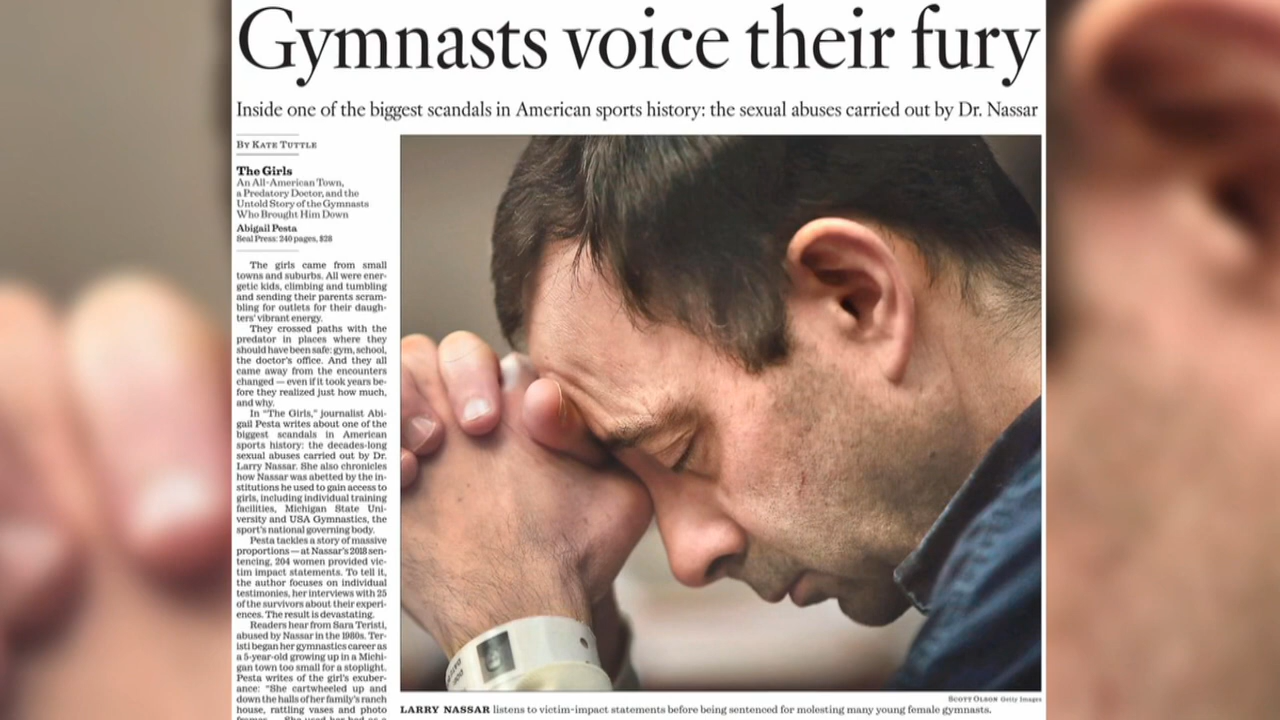 Gymnasts voice their fury
Inside one of the biggest scandals in American sports history: the sexual abuses carried out by Dr. Nassar
BY KATE TUTTLE
The Girls
An All-American Town,
a Predatory Doctor, and the
Untold Story of the Gymnasts
Who Brought Him Down
Abigail Pesta
Seal Press: 240 pages, $28
The girls came from small
towns and suburbs. All were ener-
getic kids, climbing and tumbling
and sending their parents scram-
bling for outlets for their daugh-
ters' vibrant energy.
They crossed paths with the
predator in places where they
should have been safe: gym, school,
the doctor's office. And they all
came away from the encounters
changed — even if it took years be-
fore they realized just how much,
and why.
In "The Girls," journalist Abi-
gail Pesta writes about one of the
biggest scandals in American
sports history: the decades-long
sexual abuses carried out by Dr.
Larry Nassar. She also chronicles
how Nassar was abetted by the in-
stitutions he used to gain access to
girls, including individual training
facilities, Michigan State Uni-
versity and USA Gymnastics, the
sport's national governing body.
Pesta tackles a story of massive
proportions — at Nassar's 2018 sen-
tencing, 204 women provided vic-
tim impact statements. To tell it,
the author focuses on individual
testimonies, her interviews with 25
of the survivors about their experi-
ences. The result is devastating.
Readers hear from Sara Teristi,
abused by Nassar in the 1980s. Ter-
isti began her gymnastics career as
a 5-year-old growing up in a Michi-
gan town too small for a stoplight.
Pesta writes of the girl's exuber-
ance: "She cartwheeled up and
down the halls of her family's ranch
house, rattling vases and photo
SCOTT OLSON Getty Images
LARRY NASSAR listens to victim-impact statements before being sentenced for molesting many young female gymnasts.